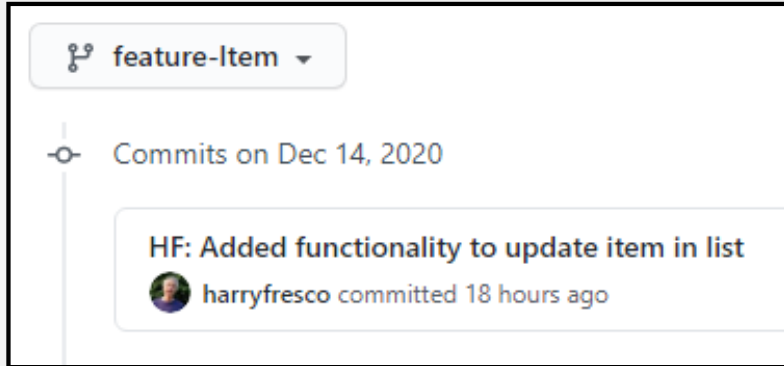 feature-Item
Commits on Dec 14, 2020
HF: Added functionality to update item in list
harryfresco committed 18 hours ago